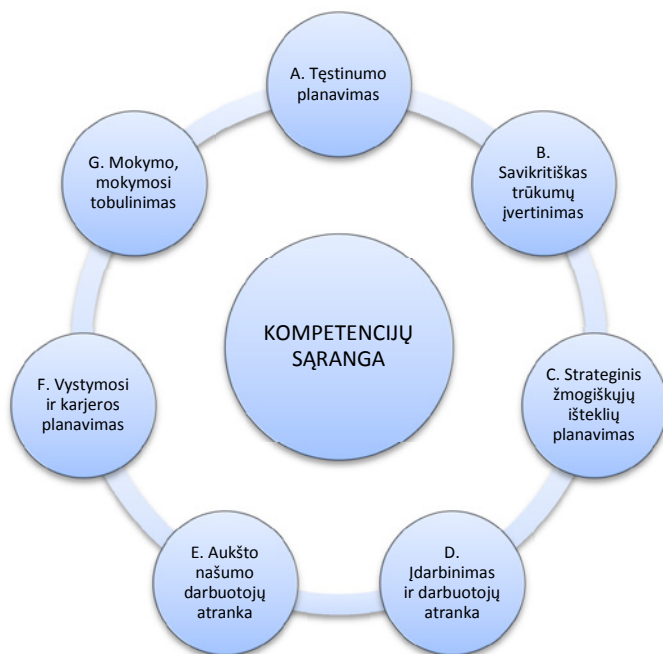 A. Tęstinumo
planavimas
B.
Savikritiškas
trūkumų
įvertinimas
C. Strateginis
žmogiškųjų
išteklių
planavimas
D.
Įdarbinimas
ir darbuotojų
atranka
E. Aukšto
našumo
darbuotojų
atranka
F. Vystymosi
ir karjeros
planavimas
G. Mokymo,
mokymosi
tobulinimas
KOMPETENCIJŲ
SĄRANGA